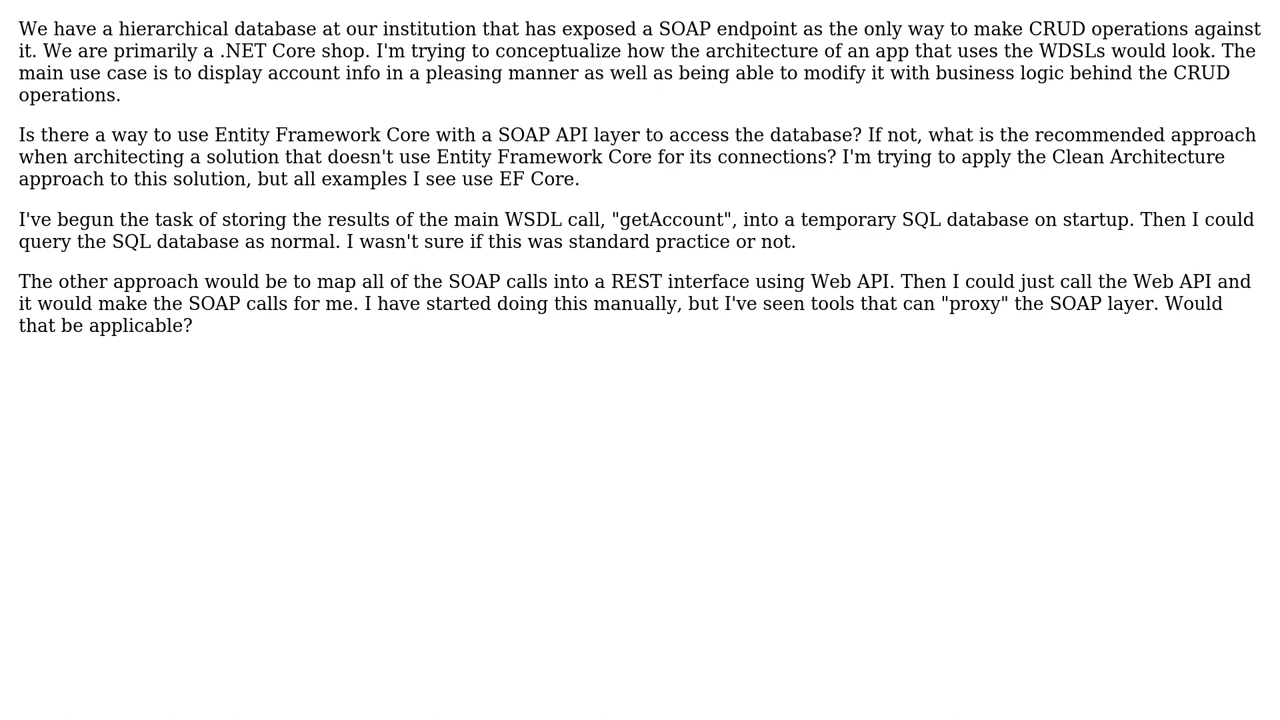 We have a hierarchical database at our institution that has exposed a SOAP endpoint as the only way to make CRUD operations against
it. We are primarily a .NET Core shop. I'm trying to conceptualize how the architecture of an app that uses the WDSLs would look. The
main use case is to display account info in a pleasing manner as well as being able to modify it with business logic behind the CRUD
operations.
Is there a way to use Entity Framework Core with a SOAP API layer to access the database? If not, what is the recommended approach
when architecting a solution that doesn't use Entity Framework Core for its connections? I'm trying to apply the Clean Architecture
approach to this solution, but all examples I see use EF Core.
I've begun the task of storing the results of the main WSDL call, "getAccount", into a temporary SQL database on startup. Then I could
query the SQL database as normal. I wasn't sure if this was standard practice or not.
The other approach would be to map all of the SOAP calls into a REST interface using Web API. Then I could just call the Web API and
it would make the SOAP calls for me. I have started doing this manually, but I've seen tools that can "proxy" the SOAP layer. Would
that be applicable?